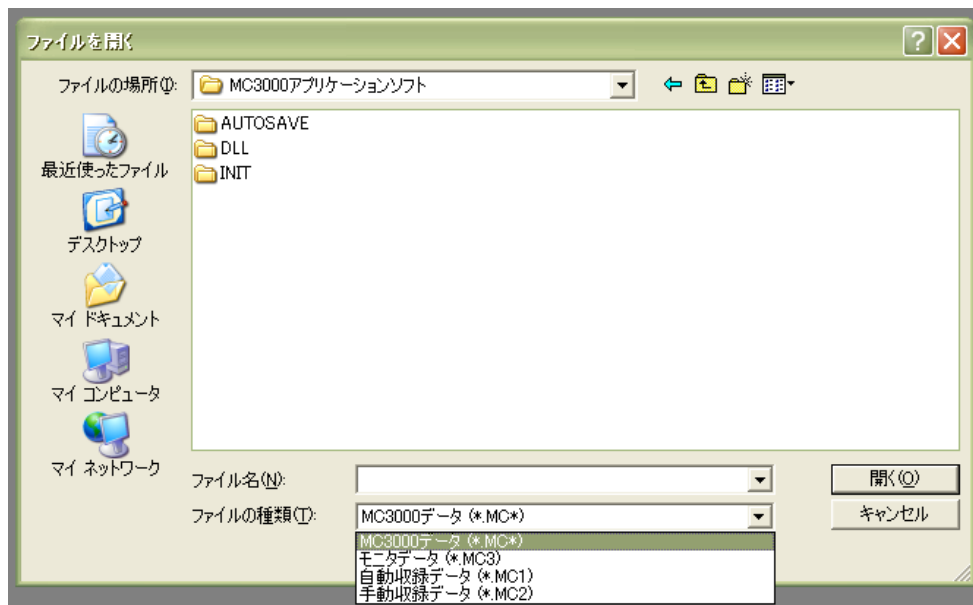 ファイルを開く
ファイルの場所(I):
MC3000アプリケーションソフト
AUTOSAVE
DLL
INIT
最近使ったファイル
デスクトップ
マイ ドキュメント
マイ コンピュータ
マイ ネットワーク
ファイル名(N):
開く(O)
ファイルの種類(T):
MC3000データ (*.MC*)
キャンセル
MC3000データ (*.MC*)
モニタデータ (*.MC3)
自動収録データ (*.MC1)
手動収録データ (*.MC2)